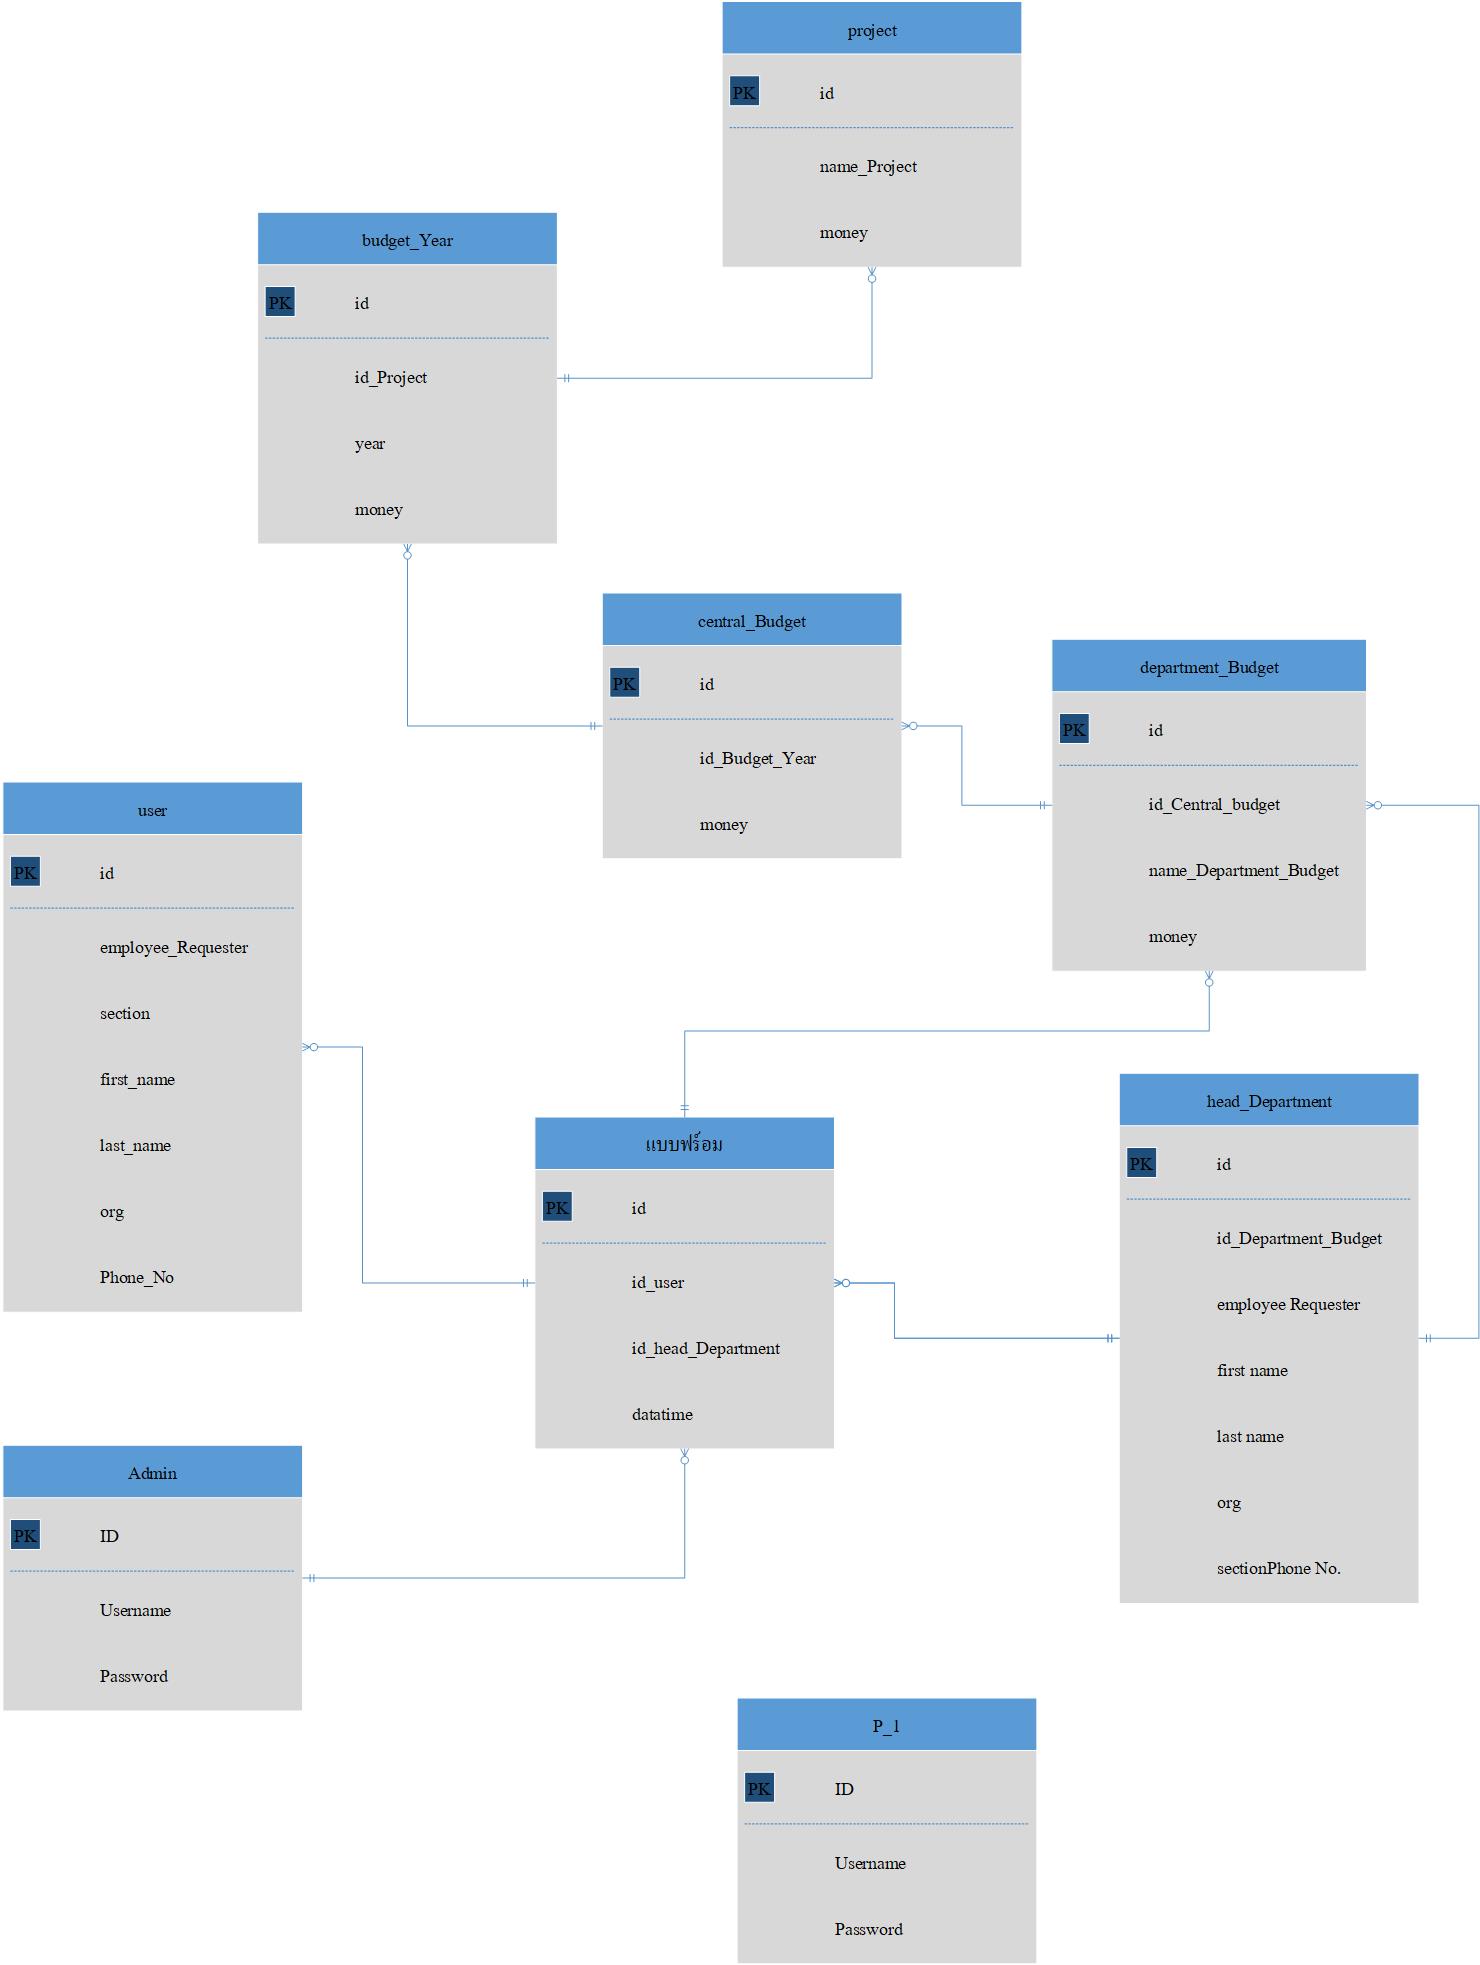 project
PK id
name_Project
money
budget_Year
PK id
id_Project
year
money
central_Budget
PK id
id_Budget_Year
money
department_Budget
PK id
id_Central_budget
name_Department_Budget
money
user
PK id
employee_Requester
section
first_name
last_name
org
Phone_No
แบบฟร์อม
PK id
id_user
id_head_Department
datatime
head_Department
PK id
id_Department_Budget
employee Requester
first name
last name
org
sectionPhone No.
Admin
PK ID
Username
Password
P_1
PK ID
Username
Password